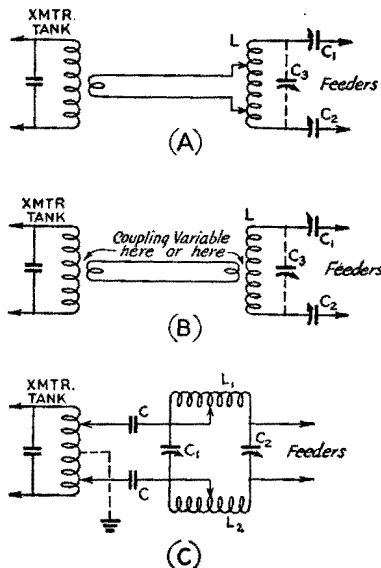 XMTR.
TANK
L
C1
C3
Feeders
C2
(A)
XMTR.
TANK
L
Coupling Variable
here or here
C1
C3
Feeders
C2
(B)
XMTR.
TANK
L1
C
C1
C2
Feeders
C
L2
(C)